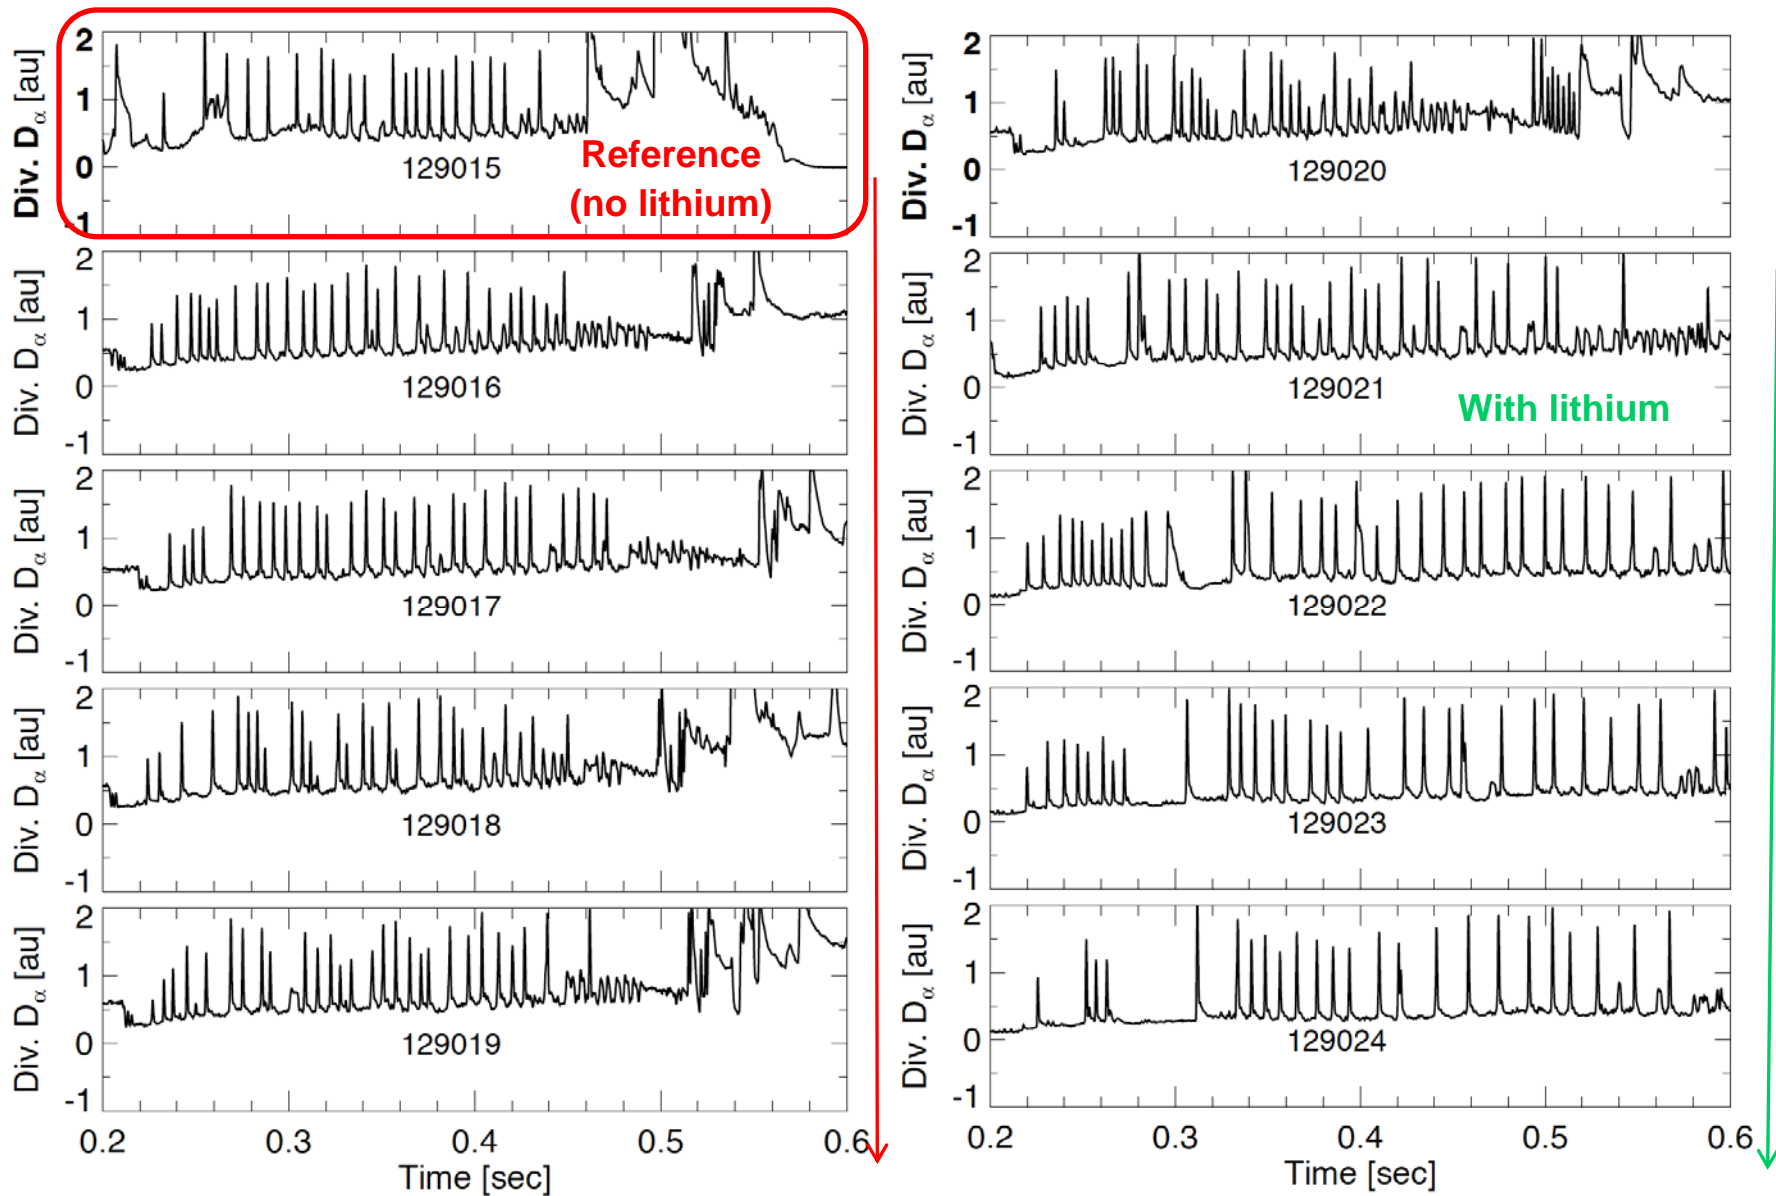 Div. Dα [au]
2
1
0
-1
129015
Reference
(no lithium)
Div. Dα [au]
2
1
0
-1
129016
Div. Dα [au]
2
1
0
-1
129017
Div. Dα [au]
2
1
0
-1
129018
Div. Dα [au]
2
1
0
-1
129019
0.2 0.3 0.4 0.5 0.6
Time [sec]
Div. Dα [au]
2
1
0
-1
129020
Div. Dα [au]
2
1
0
-1
129021
With lithium
Div. Dα [au]
2
1
0
-1
129022
Div. Dα [au]
2
1
0
-1
129023
Div. Dα [au]
2
1
0
-1
129024
0.2 0.3 0.4 0.5 0.6
Time [sec]